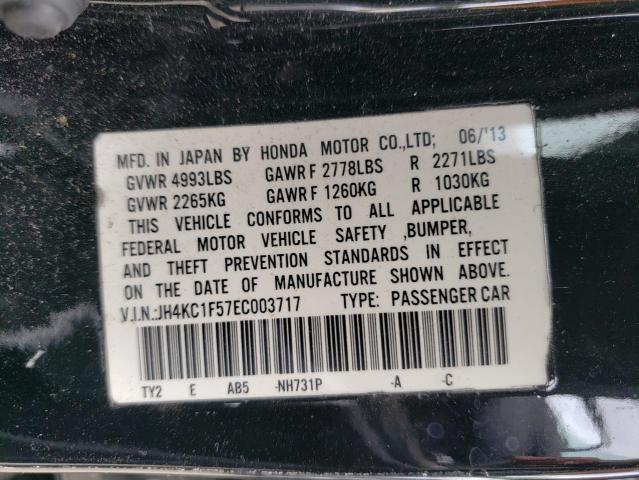 MFD. IN JAPAN BY HONDA MOTOR CO.,LTD; 06/'13
GVWR 4993LBS GAWR F 2778LBS R 2271LBS
GVWR 2265KG GAWR F 1260KG R 1030KG
THIS VEHICLE CONFORMS TO ALL APPLICABLE
FEDERAL MOTOR VEHICLE SAFETY ,BUMPER,
AND THEFT PREVENTION STANDARDS IN EFFECT
ON THE DATE OF MANUFACTURE SHOWN ABOVE.
V.I.N.:JH4KC1F57EC003717 TYPE: PASSENGER CAR
TY2 E AB5 -NH731P -A -C